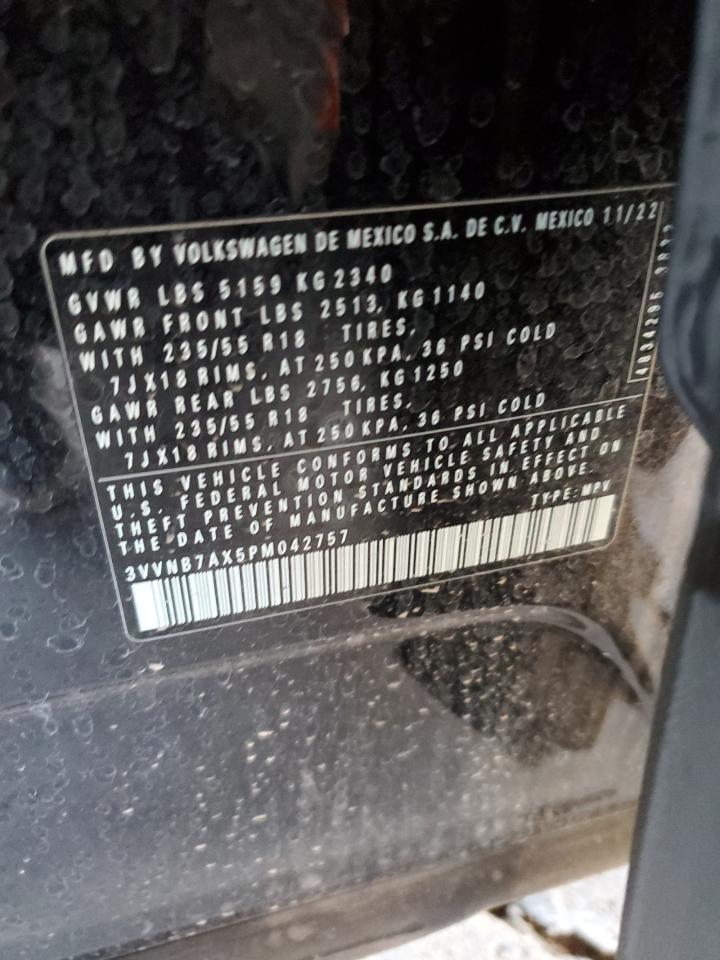 MFD BY VOLKSWAGEN DE MEXICO S.A. DE C.V. MEXICO 11/22
GVWR LBS 5159 KG 2340
GAWR FRONT LBS 2513, KG 1140
WITH 235/55 R18 TIRES,
7JX18 RIMS, AT 250 KPA, 36 PSI COLD
GAWR REAR LBS 2756, KG 1250
WITH 235/55 R18 TIRES,
7JX18 RIMS, AT 250 KPA, 36 PSI COLD
THIS VEHICLE CONFORMS TO ALL APPLICABLE
U.S. FEDERAL MOTOR VEHICLE SAFETY AND
THEFT PREVENTION STANDARDS IN EFFECT ON
THE DATE OF MANUFACTURE SHOWN ABOVE.
TYPE: MPV
3VVNB7AX5PM042757